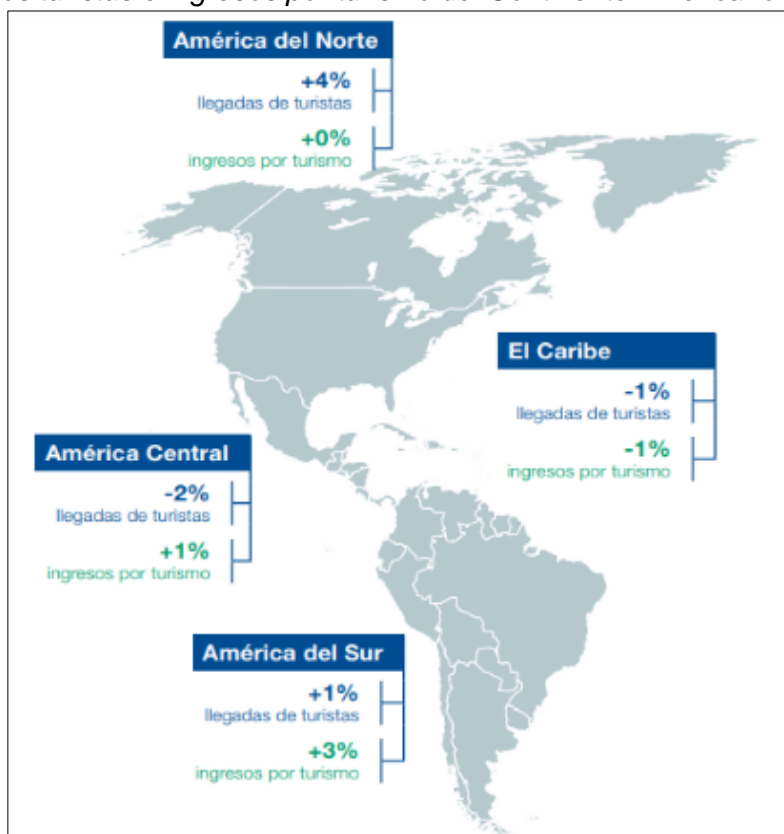 ingresos por
América del Norte
+4%
llegadas de turistas
+0%
ingresos por turismo
El Caribe
-1%
llegadas de turistas
-1%
ingresos por turismo
América Central
-2%
llegadas de turistas
+1%
ingresos por turismo
América del Sur
+1%
llegadas de turistas
+3%
ingresos por turismo